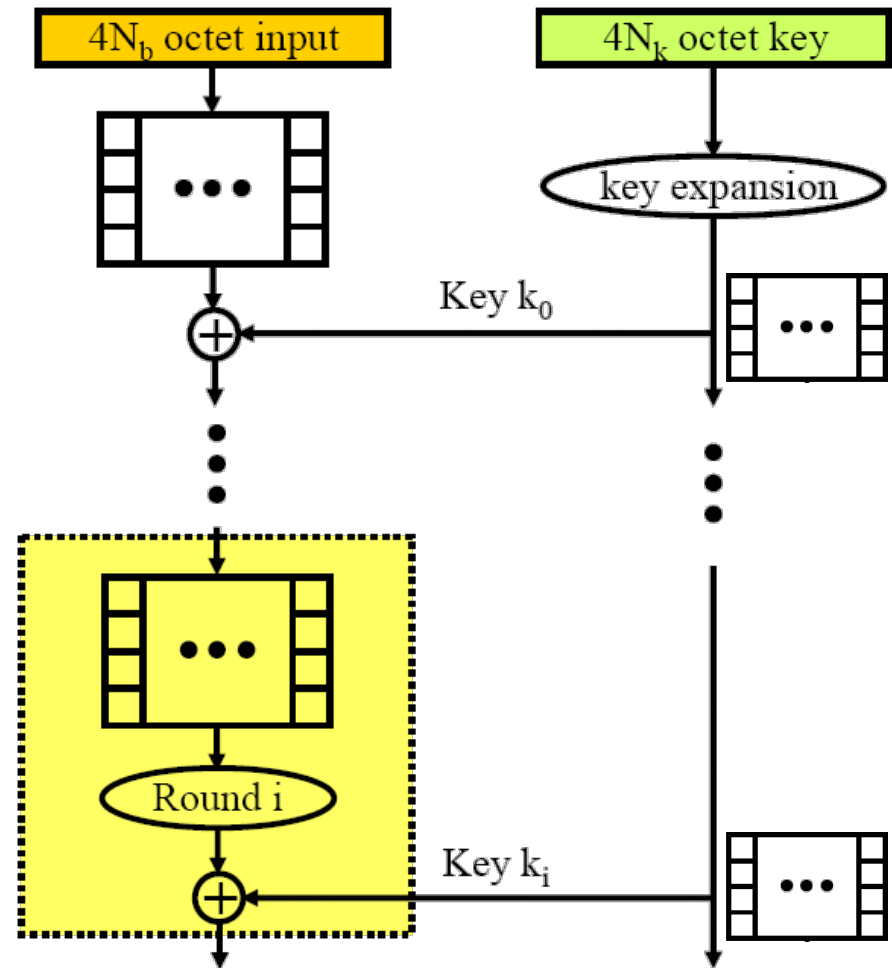 4N_b octet input
4N_k octet key
key expansion
Key k_0
Round i
Key k_i